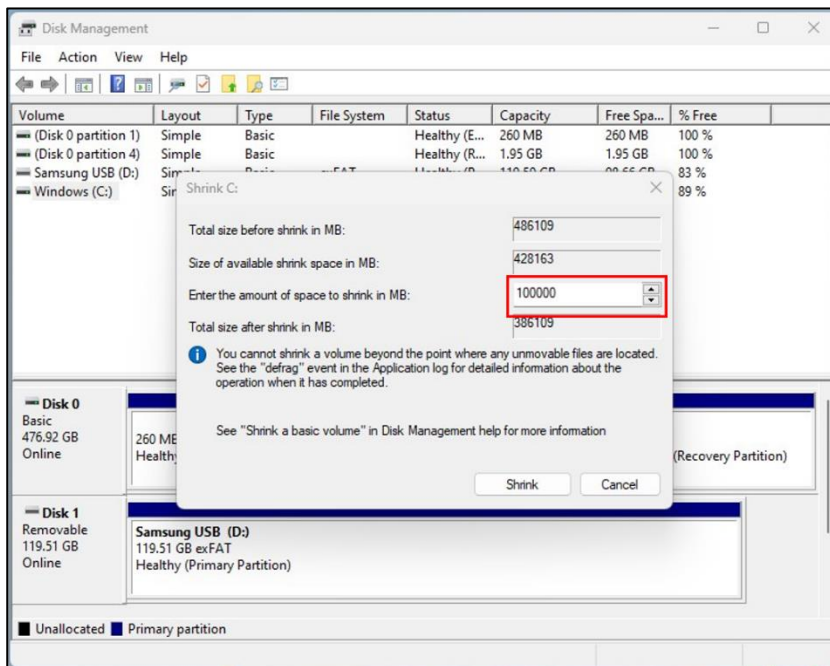 Disk Management
File Action View Help
Volume Layout Type File System Status Capacity Free Spa... % Free
(Disk 0 partition 1) Simple Basic Healthy (E... 260 MB 260 MB 100 %
(Disk 0 partition 4) Simple Basic Healthy (R... 1.95 GB 1.95 GB 100 %
Samsung USB (D:) 83 %
Windows (C:) 89 %
Shrink C:
Total size before shrink in MB: 486109
Size of available shrink space in MB: 428163
Enter the amount of space to shrink in MB: 100000
Total size after shrink in MB: 386109
You cannot shrink a volume beyond the point where any unmovable files are located.
See the "defrag" event in the Application log for detailed information about the
operation when it has completed.
See "Shrink a basic volume" in Disk Management help for more information
Shrink Cancel
Disk 0
Basic
476.92 GB
Online
260 MB
(Recovery Partition)
Disk 1
Removable
119.51 GB
Online
Samsung USB (D:)
119.51 GB exFAT
Healthy (Primary Partition)
Unallocated Primary partition